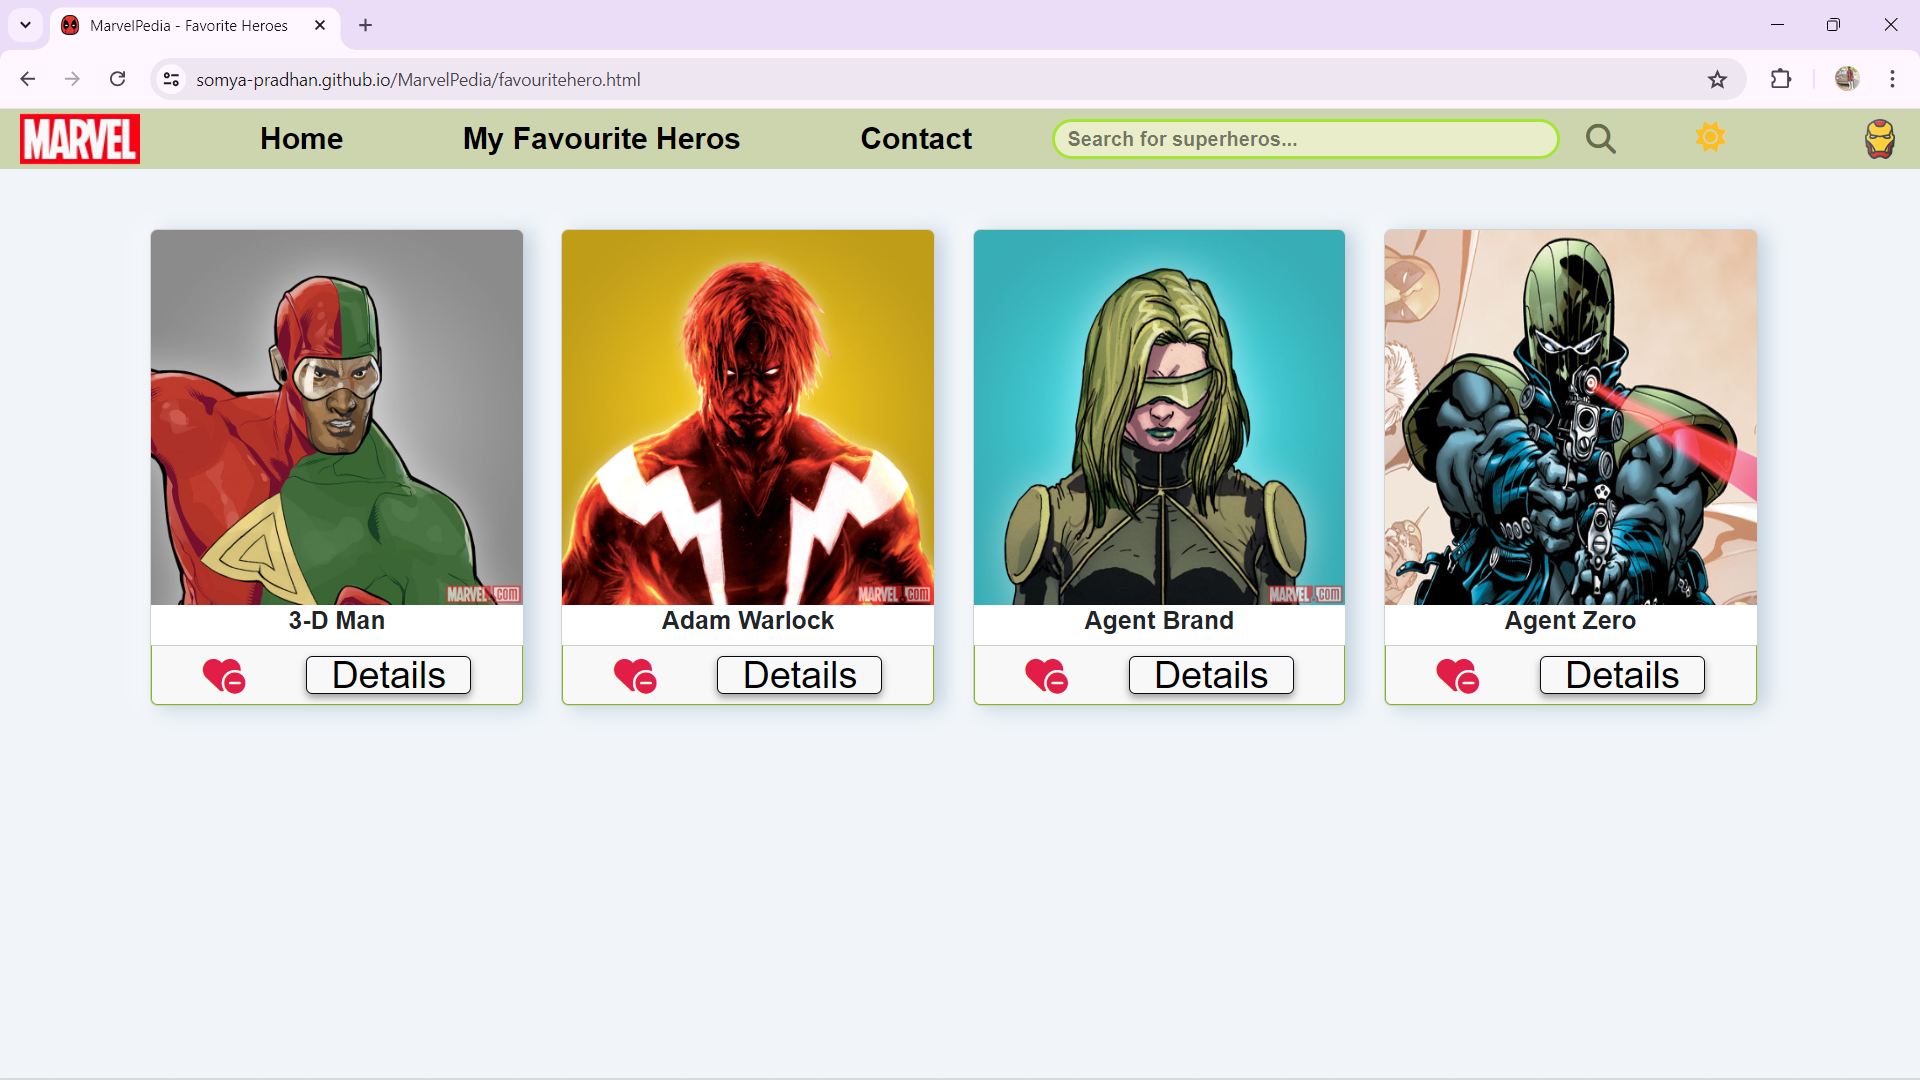 MarvelPedia - Favorite Heroes
somya-pradhan.github.io/MarvelPedia/favouritehero.html
MARVEL Home My Favourite Heros Contact Search for superheros...
MARVEL.com MARVEL.com MARVEL.com
3-D Man Adam Warlock Agent Brand Agent Zero
Details Details Details Details